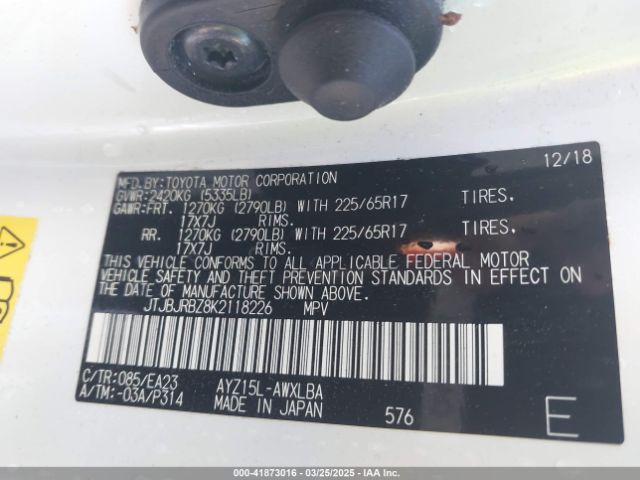 MFD.BY:TOYOTA MOTOR CORPORATION 12/18
GVWR:2420KG (5335LB)
GAWR:FRT. 1270KG (2790LB) WITH 225/65R17 TIRES,
17X7J RIMS.
RR. 1270KG (2790LB) WITH 225/65R17 TIRES,
17X7J RIMS.
THIS VEHICLE CONFORMS TO ALL APPLICABLE FEDERAL MOTOR
VEHICLE SAFETY AND THEFT PREVENTION STANDARDS IN EFFECT ON
THE DATE OF MANUFACTURE SHOWN ABOVE.
JTJBJRBZ8K2118226 MPV
C/TR:085/EA23 AYZ15L-AWXLBA
A/TM:-03A/P314 MADE IN JAPAN 576 E
000-41873016 - 03/25/2025 - IAA Inc.